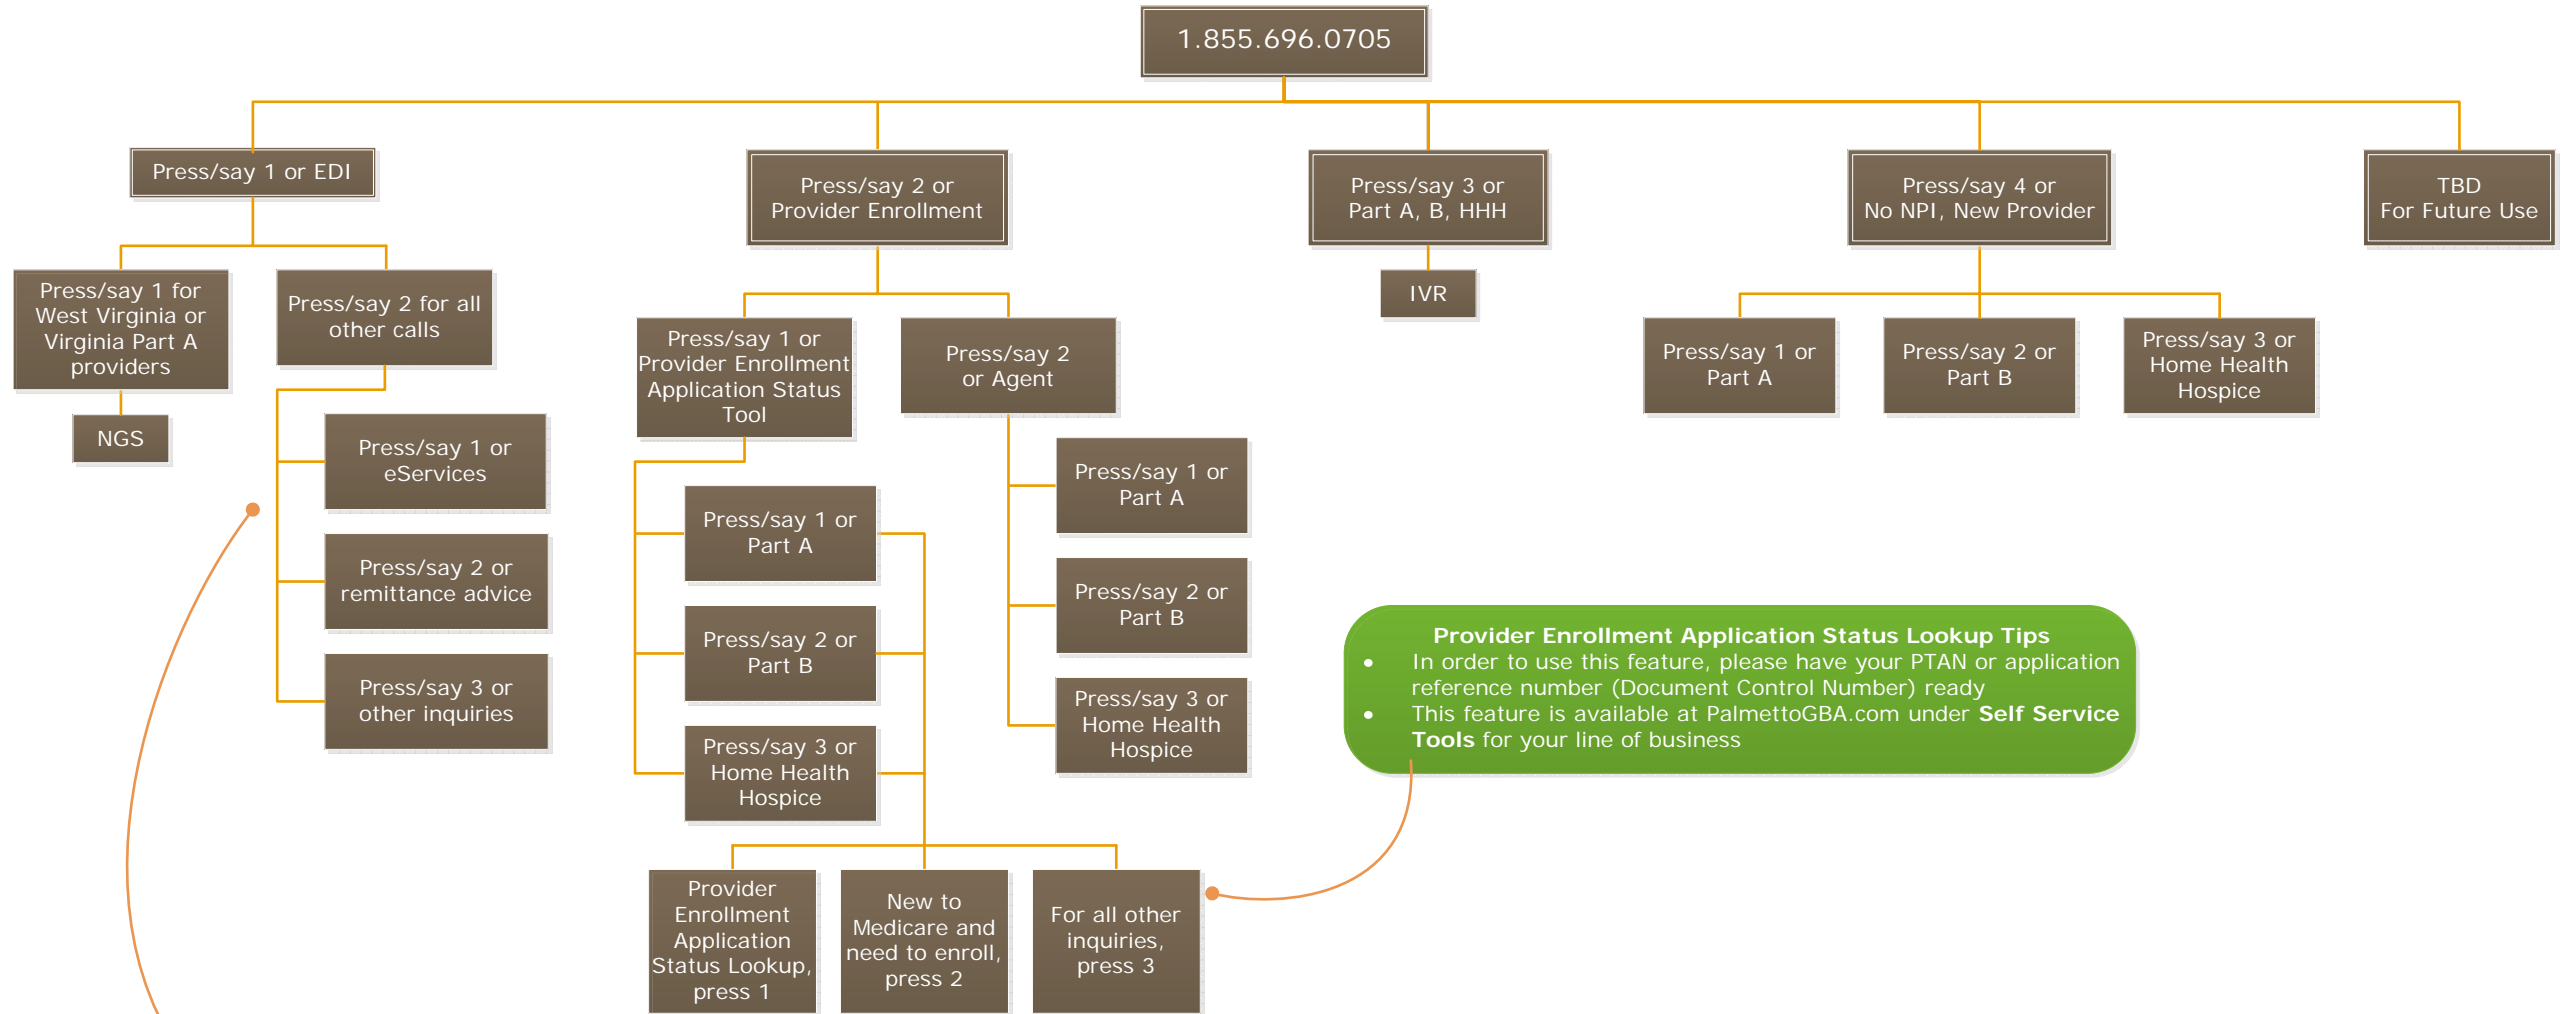 1.855.696.0705
Press/say 1 or EDI
Press/say 2 or
Provider Enrollment
Press/say 3 or
Part A, B, HHH
Press/say 4 or
No NPI, New Provider
TBD
For Future Use
Press/say 1 for
West Virginia or
Virginia Part A
providers
NGS
Press/say 2 for all
other calls
Press/say 1 or
eServices
Press/say 2 or
remittance advice
Press/say 3 or
other inquiries
Press/say 1 or
Provider Enrollment
Application Status
Tool
Press/say 1 or
Part A
Press/say 2 or
Part B
Press/say 3 or
Home Health
Hospice
Provider
Enrollment
Application
Status Lookup,
press 1
New to
Medicare and
need to enroll,
press 2
For all other
inquiries,
press 3
Press/say 2
or Agent
Press/say 1 or
Part A
Press/say 2 or
Part B
Press/say 3 or
Home Health
Hospice
IVR
Press/say 1 or
Part A
Press/say 2 or
Part B
Press/say 3 or
Home Health
Hospice
Provider Enrollment Application Status Lookup Tips
• In order to use this feature, please have your PTAN or application
reference number (Document Control Number) ready
• This feature is available at PalmettoGBA.com under Self Service
Tools for your line of business